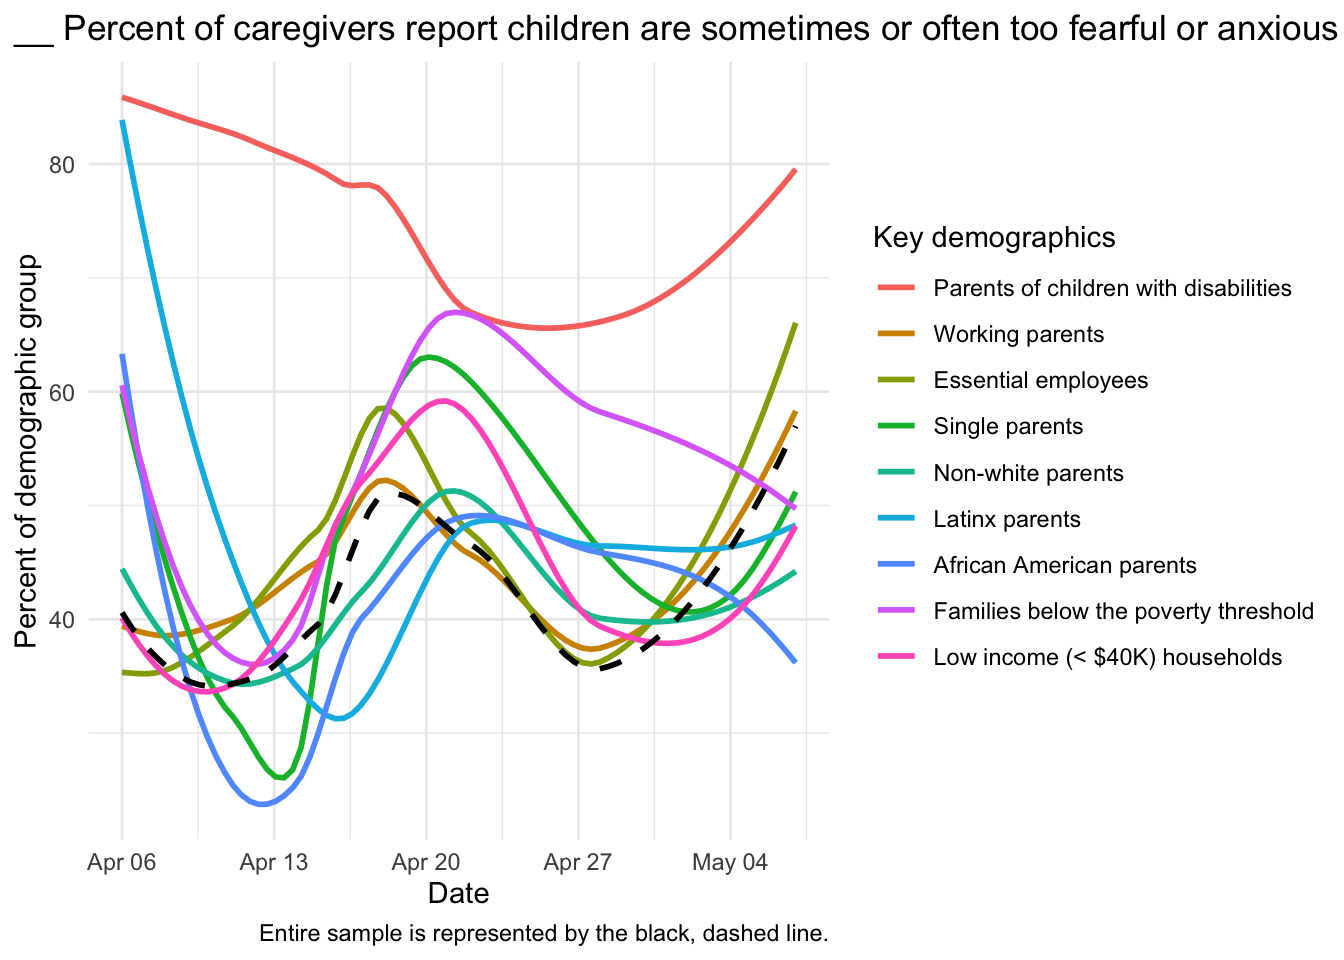 __ Percent of caregivers report children are sometimes or often too fearful or anxious
Percent of demographic group
80
60
40
Apr 06
Apr 13
Apr 20
Apr 27
May 04
Date
Key demographics
Parents of children with disabilities
Working parents
Essential employees
Single parents
Non-white parents
Latinx parents
African American parents
Families below the poverty threshold
Low income (< $40K) households
Entire sample is represented by the black, dashed line.